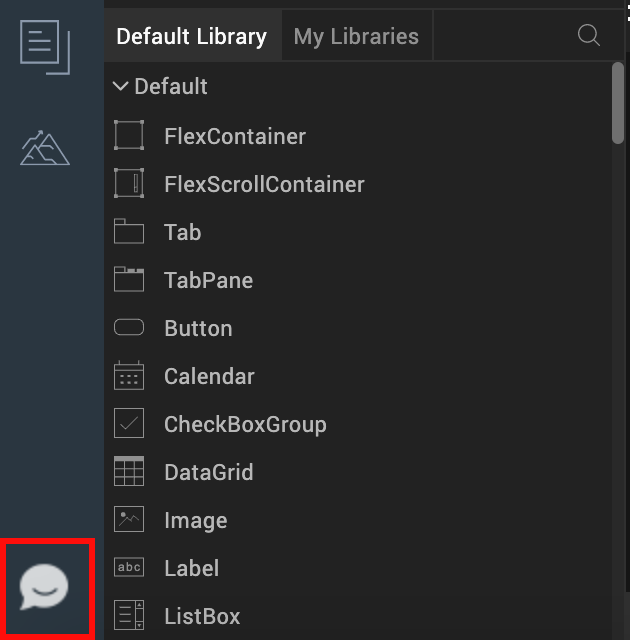 Default Library
My Libraries
Default
FlexContainer
FlexScrollContainer
Tab
TabPane
Button
Calendar
CheckBoxGroup
DataGrid
Image
abc Label
ListBox